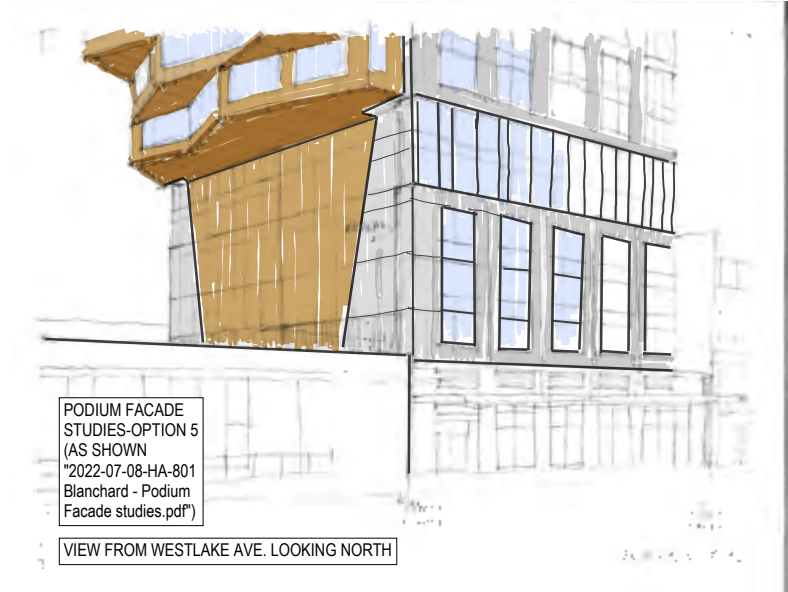 PODIUM FACADE
STUDIES-OPTION 5
(AS SHOWN
"2022-07-08-HA-801
Blanchard - Podium
Facade studies.pdf")
VIEW FROM WESTLAKE AVE. LOOKING NORTH